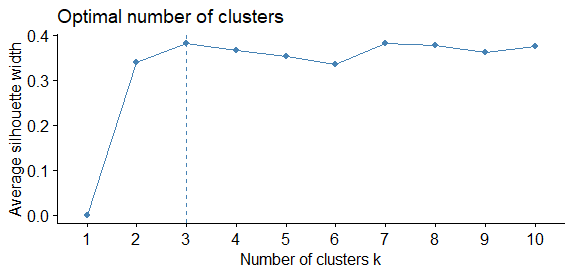 Optimal number of clusters
Average silhouette width
0.4
0.3
0.2
0.1
0.0
1 2 3 4 5 6 7 8 9 10
Number of clusters k